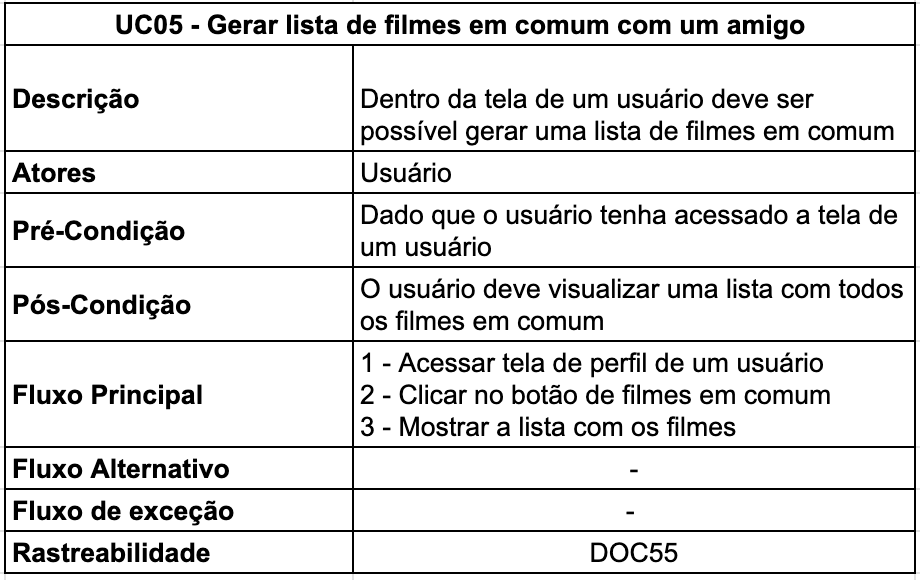 UC05 - Gerar lista de filmes em comum com um amigo
Descrição
Dentro da tela de um usuário deve ser
possível gerar uma lista de filmes em comum
Atores
Usuário
Pré-Condição
Dado que o usuário tenha acessado a tela de
um usuário
Pós-Condição
O usuário deve visualizar uma lista com todos
os filmes em comum
Fluxo Principal
1 - Acessar tela de perfil de um usuário
2 - Clicar no botão de filmes em comum
3 - Mostrar a lista com os filmes
Fluxo Alternativo
-
Fluxo de exceção
-
Rastreabilidade
DOC55